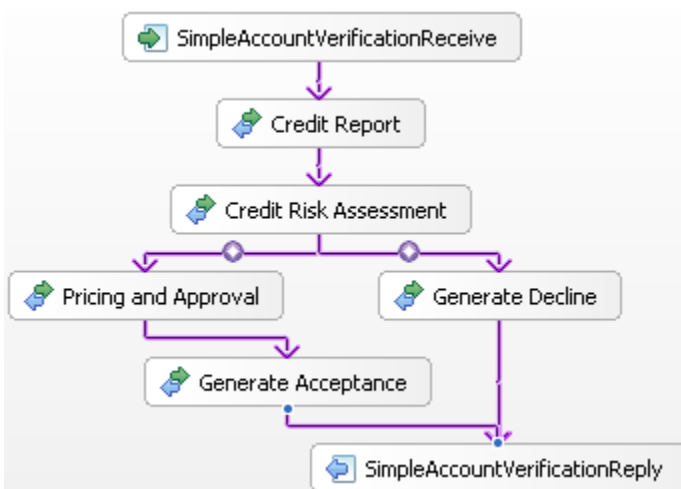 SimpleAccountVerificationReceive
Credit Report
Credit Risk Assessment
Pricing and Approval
Generate Decline
Generate Acceptance
SimpleAccountVerificationReply